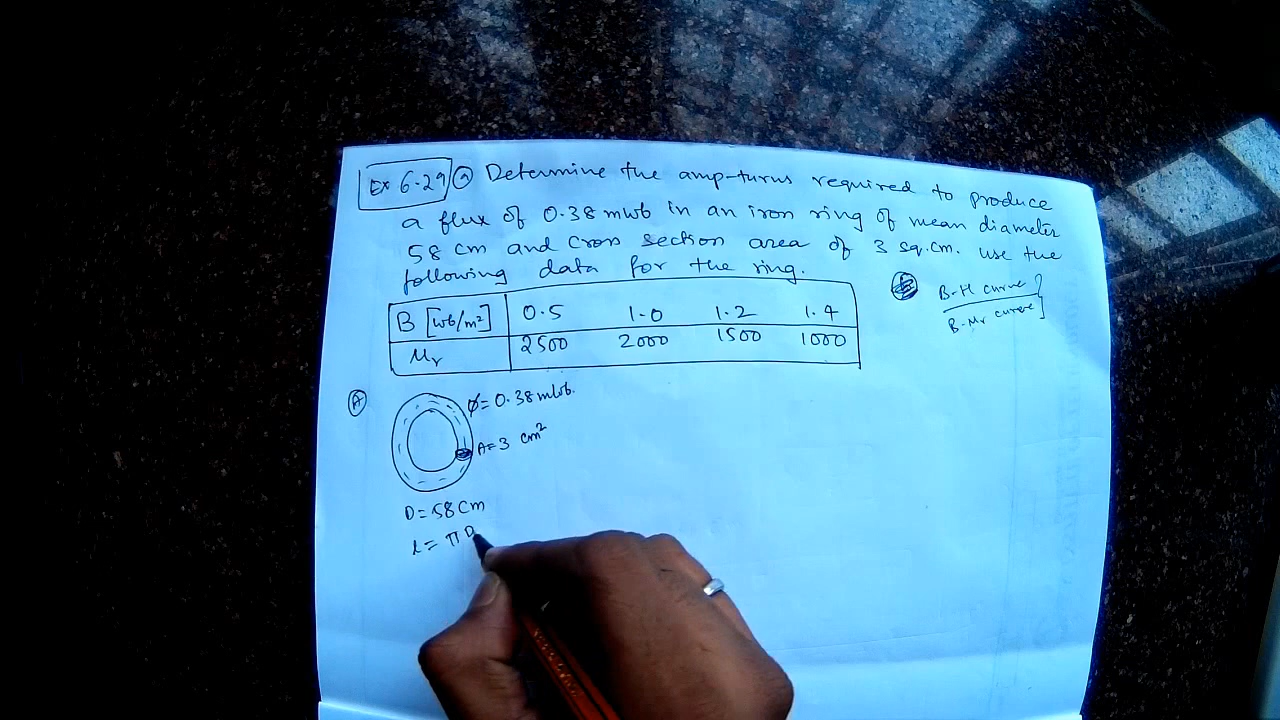 Ex 6.29 a Determine the amp-turns required to produce
a flux of 0.38 mwb in an iron ring of mean diameter
58 cm and Cross section area of 3 sq.cm. use the
following data for the ring.
B [wb/m²] 0.5 1.0 1.2 1.4
μr 2500 2000 1500 1000
B-H curve ?
B-μr curve]
A
φ = 0.38 mwb.
A = 3 cm²
D = 58 cm
l = π D